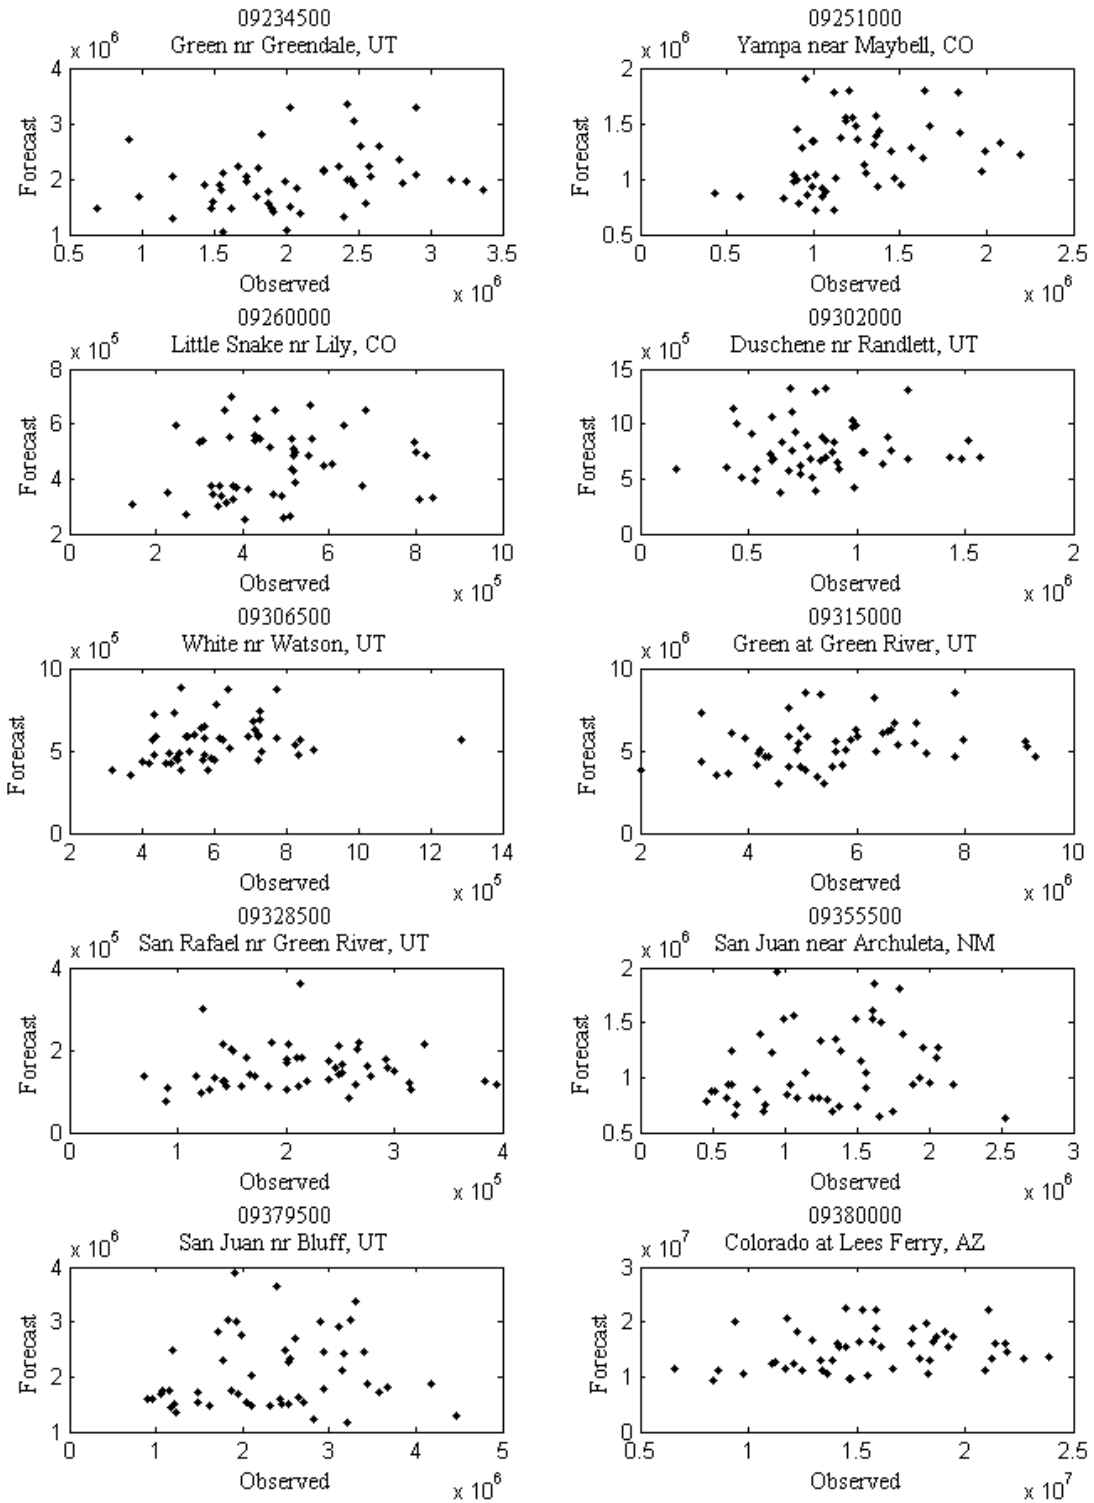 09234500
Green nr Greendale, UT
x 10^6
4
3
2
1
Forecast
0.5 1 1.5 2 2.5 3 3.5
Observed
x 10^6
09251000
Yampa near Maybell, CO
x 10^6
2
1.5
1
0.5
Forecast
0 0.5 1 1.5 2 2.5
Observed
x 10^6
09260000
Little Snake nr Lily, CO
x 10^5
8
6
4
2
Forecast
0 2 4 6 8 10
Observed
x 10^5
09302000
Duschene nr Randlett, UT
x 10^5
15
10
5
0
Forecast
0 0.5 1 1.5 2
Observed
x 10^6
09306500
White nr Watson, UT
x 10^5
10
5
0
Forecast
2 4 6 8 10 12 14
Observed
x 10^5
09315000
Green at Green River, UT
x 10^6
10
5
0
Forecast
2 4 6 8 10
Observed
x 10^6
09328500
San Rafael nr Green River, UT
x 10^5
4
2
0
Forecast
0 1 2 3 4
Observed
x 10^5
09355500
San Juan near Archuleta, NM
x 10^6
2
1.5
1
0.5
Forecast
0 0.5 1 1.5 2 2.5 3
Observed
x 10^6
09379500
San Juan nr Bluff, UT
x 10^6
4
3
2
1
Forecast
0 1 2 3 4 5
Observed
x 10^6
09380000
Colorado at Lees Ferry, AZ
x 10^7
3
2
1
0
Forecast
0.5 1 1.5 2 2.5
Observed
x 10^7